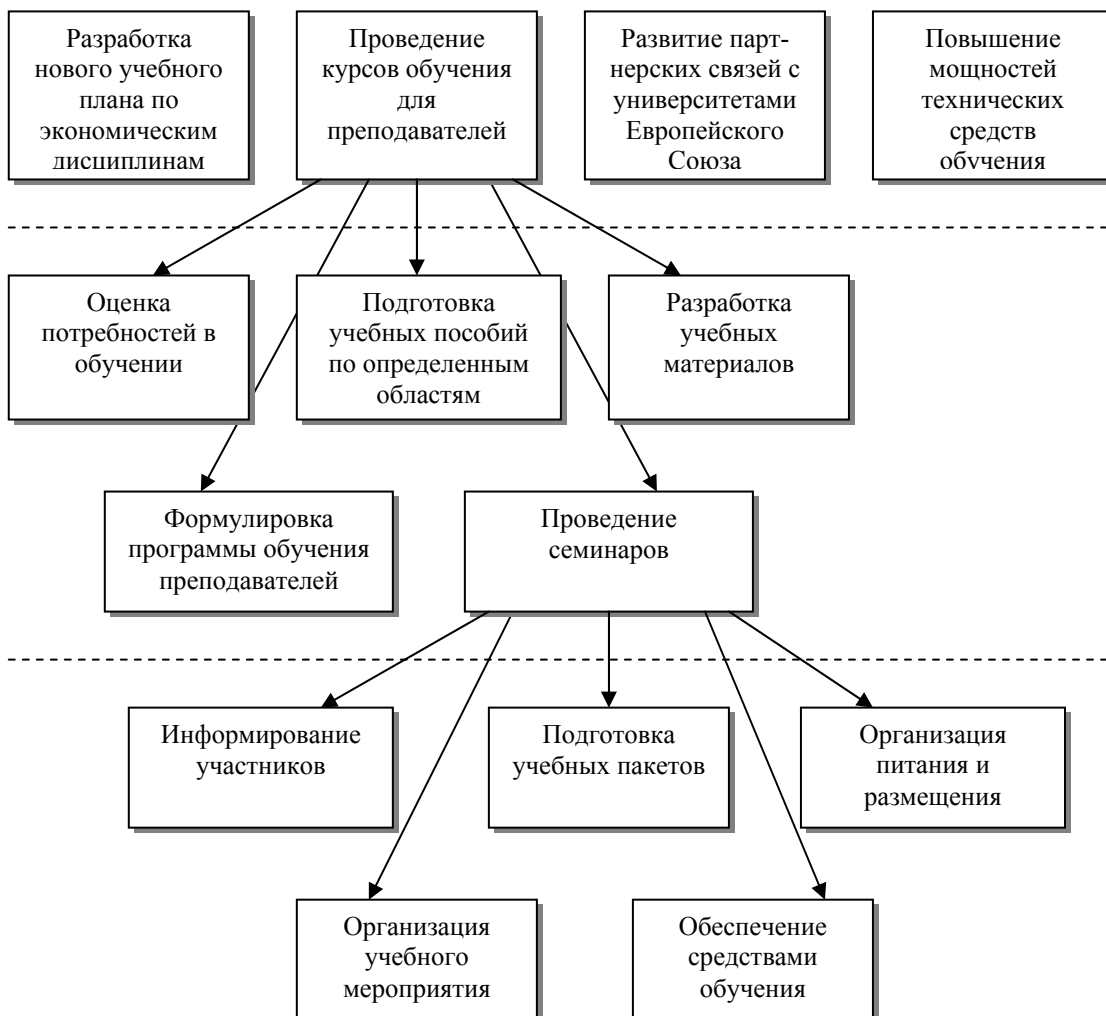 Разработка
нового учебного
плана по
экономическим
дисциплинам
Проведение
курсов обучения
для
преподавателей
Развитие парт-
нерских связей с
университетами
Европейского
Союза
Повышение
мощностей
технических
средств
обучения
Оценка
потребностей в
обучении
Подготовка
учебных пособий
по определенным
областям
Разработка
учебных
материалов
Формулировка
программы обучения
преподавателей
Проведение
семинаров
Информирование
участников
Подготовка
учебных пакетов
Организация
питания и
размещения
Организация
учебного
мероприятия
Обеспечение
средствами
обучения